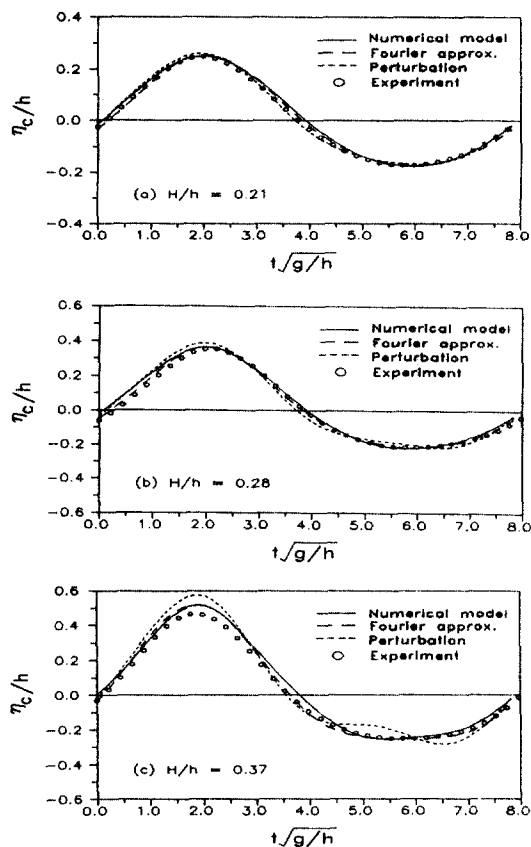 0.4
0.2
0.0
-0.2
-0.4
ηc/h
Numerical model
Fourier approx.
Perturbation
Experiment
(a) H/h = 0.21
0.0 1.0 2.0 3.0 4.0 5.0 6.0 7.0 8.0
t√g/h
0.6
0.4
0.2
0.0
-0.2
-0.4
-0.6
ηc/h
Numerical model
Fourier approx.
Perturbation
Experiment
(b) H/h = 0.28
0.0 1.0 2.0 3.0 4.0 5.0 6.0 7.0 8.0
t√g/h
0.6
0.4
0.2
0.0
-0.2
-0.4
-0.6
ηc/h
Numerical model
Fourier approx.
Perturbation
Experiment
(c) H/h = 0.37
0.0 1.0 2.0 3.0 4.0 5.0 6.0 7.0 8.0
t√g/h